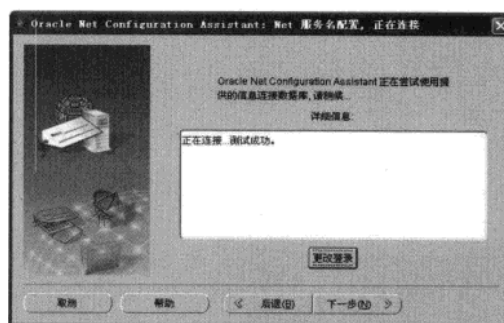 Oracle Net Configuration Assistant: Net 服务名配置, 正在连接
Oracle Net Configuration Assistant 正在尝试使用提
供的信息连接数据库, 请稍候...
详细信息:
正在连接...测试成功。
更改登录
取消
帮助
后退(B)
下一步(N)